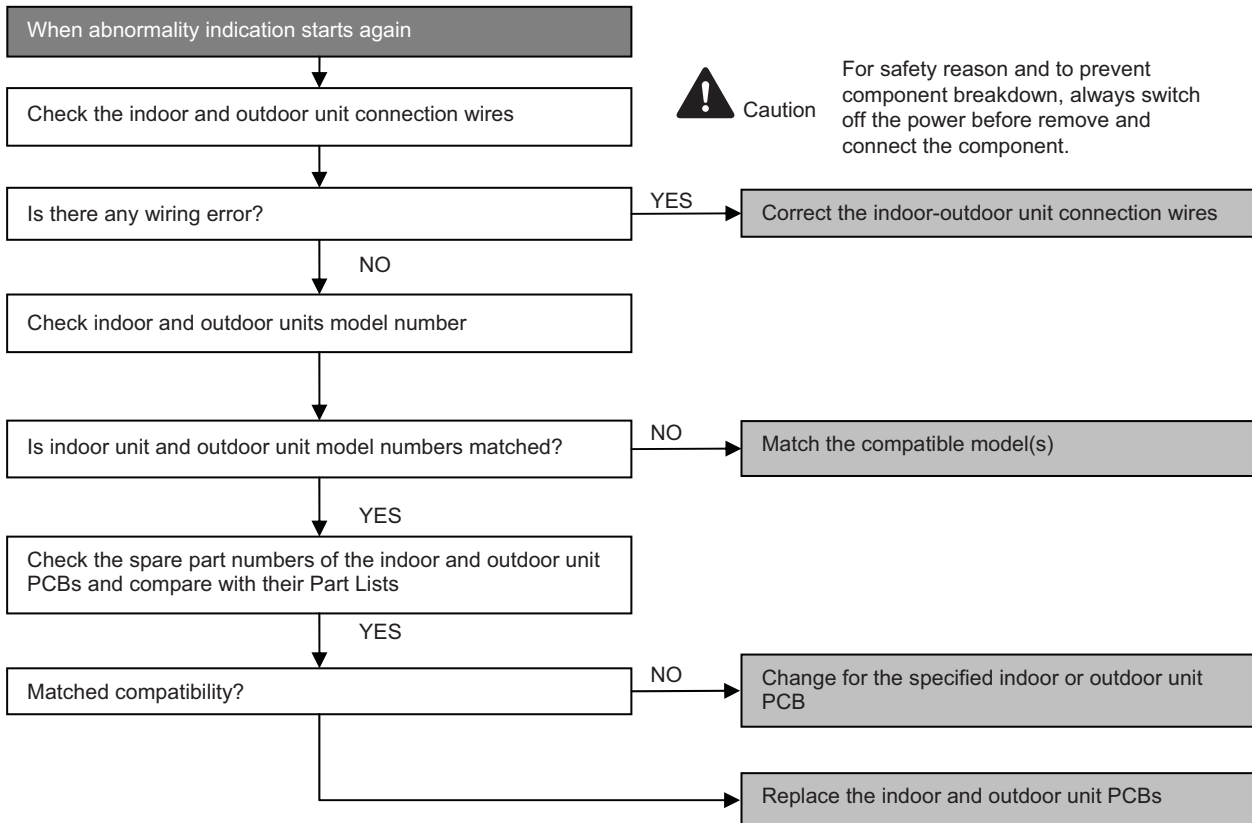 When abnormality indication starts again
Check the indoor and outdoor unit connection wires
Caution
For safety reason and to prevent
component breakdown, always switch
off the power before remove and
connect the component.
Is there any wiring error?
YES
Correct the indoor-outdoor unit connection wires
NO
Check indoor and outdoor units model number
Is indoor unit and outdoor unit model numbers matched?
NO
Match the compatible model(s)
YES
Check the spare part numbers of the indoor and outdoor unit
PCBs and compare with their Part Lists
YES
Matched compatibility?
NO
Change for the specified indoor or outdoor unit
PCB
Replace the indoor and outdoor unit PCBs